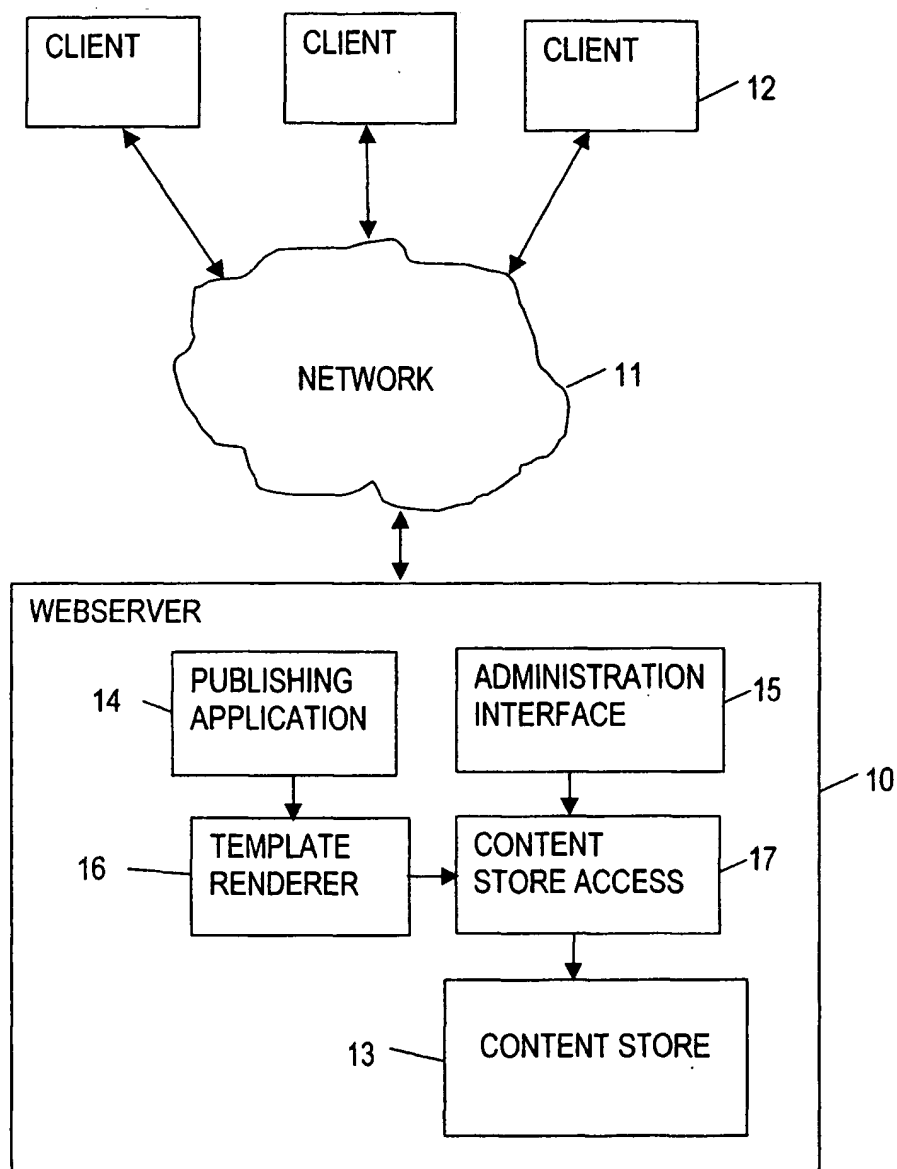 CLIENT
CLIENT
CLIENT
12
NETWORK
11
WEBSERVER
PUBLISHING
APPLICATION
14
ADMINISTRATION
INTERFACE
15
10
TEMPLATE
RENDERER
16
CONTENT
STORE ACCESS
17
CONTENT STORE
13